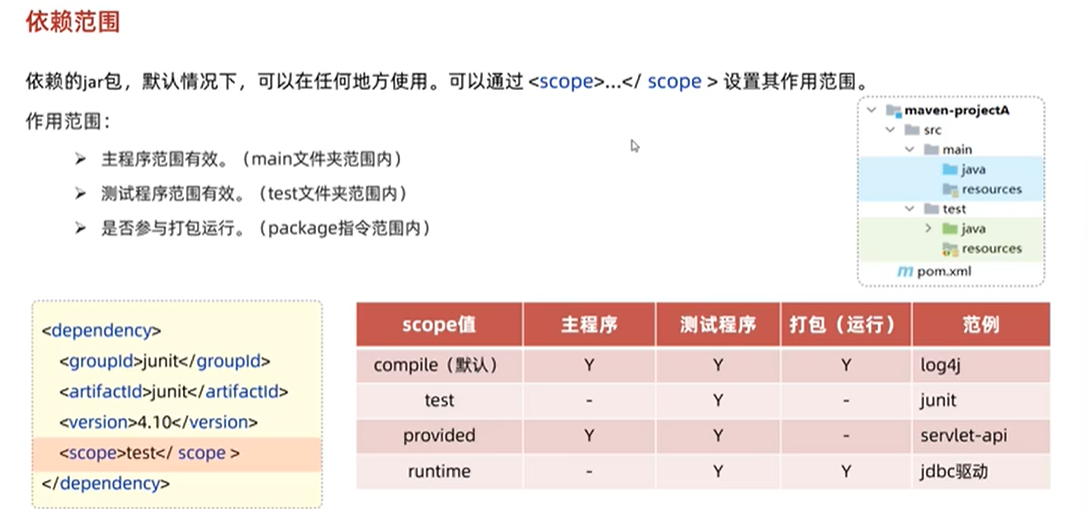 依赖范围
依赖的jar包，默认情况下，可以在任何地方使用。可以通过 <scope>...</ scope > 设置其作用范围。
作用范围：
➢ 主程序范围有效。（main文件夹范围内）
➢ 测试程序范围有效。（test文件夹范围内）
➢ 是否参与打包运行。（package指令范围内）
maven-projectA
src
main
java
resources
test
java
resources
pom.xml
<dependency>
<groupId>junit</groupId>
<artifactId>junit</artifactId>
<version>4.10</version>
<scope>test</ scope >
</dependency>
scope值 主程序 测试程序 打包（运行） 范例
compile（默认） Y Y Y log4j
test - Y - junit
provided Y Y - servlet-api
runtime - Y Y jdbc驱动